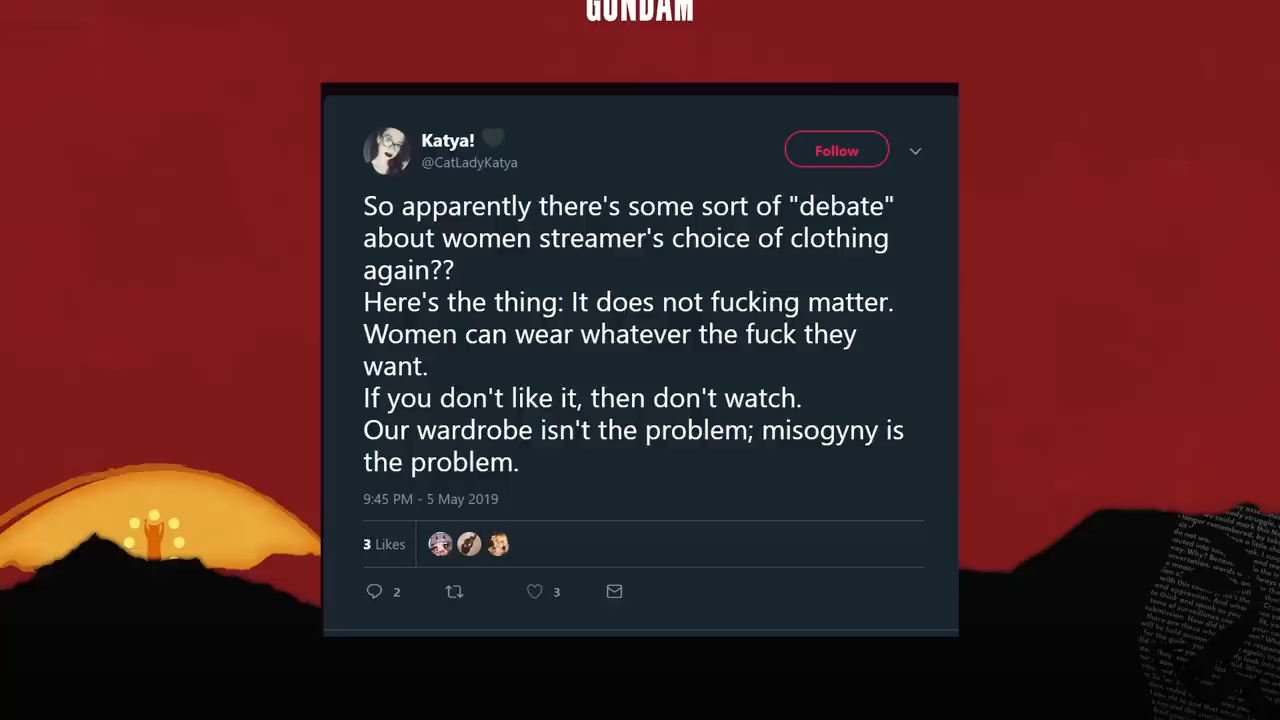 GUNDAM
Katya!
@CatLadyKatya
Follow
So apparently there's some sort of "debate"
about women streamer's choice of clothing
again??
Here's the thing: It does not fucking matter.
Women can wear whatever the fuck they
want.
If you don't like it, then don't watch.
Our wardrobe isn't the problem; misogyny is
the problem.
9:45 PM - 5 May 2019
3 Likes
2
3